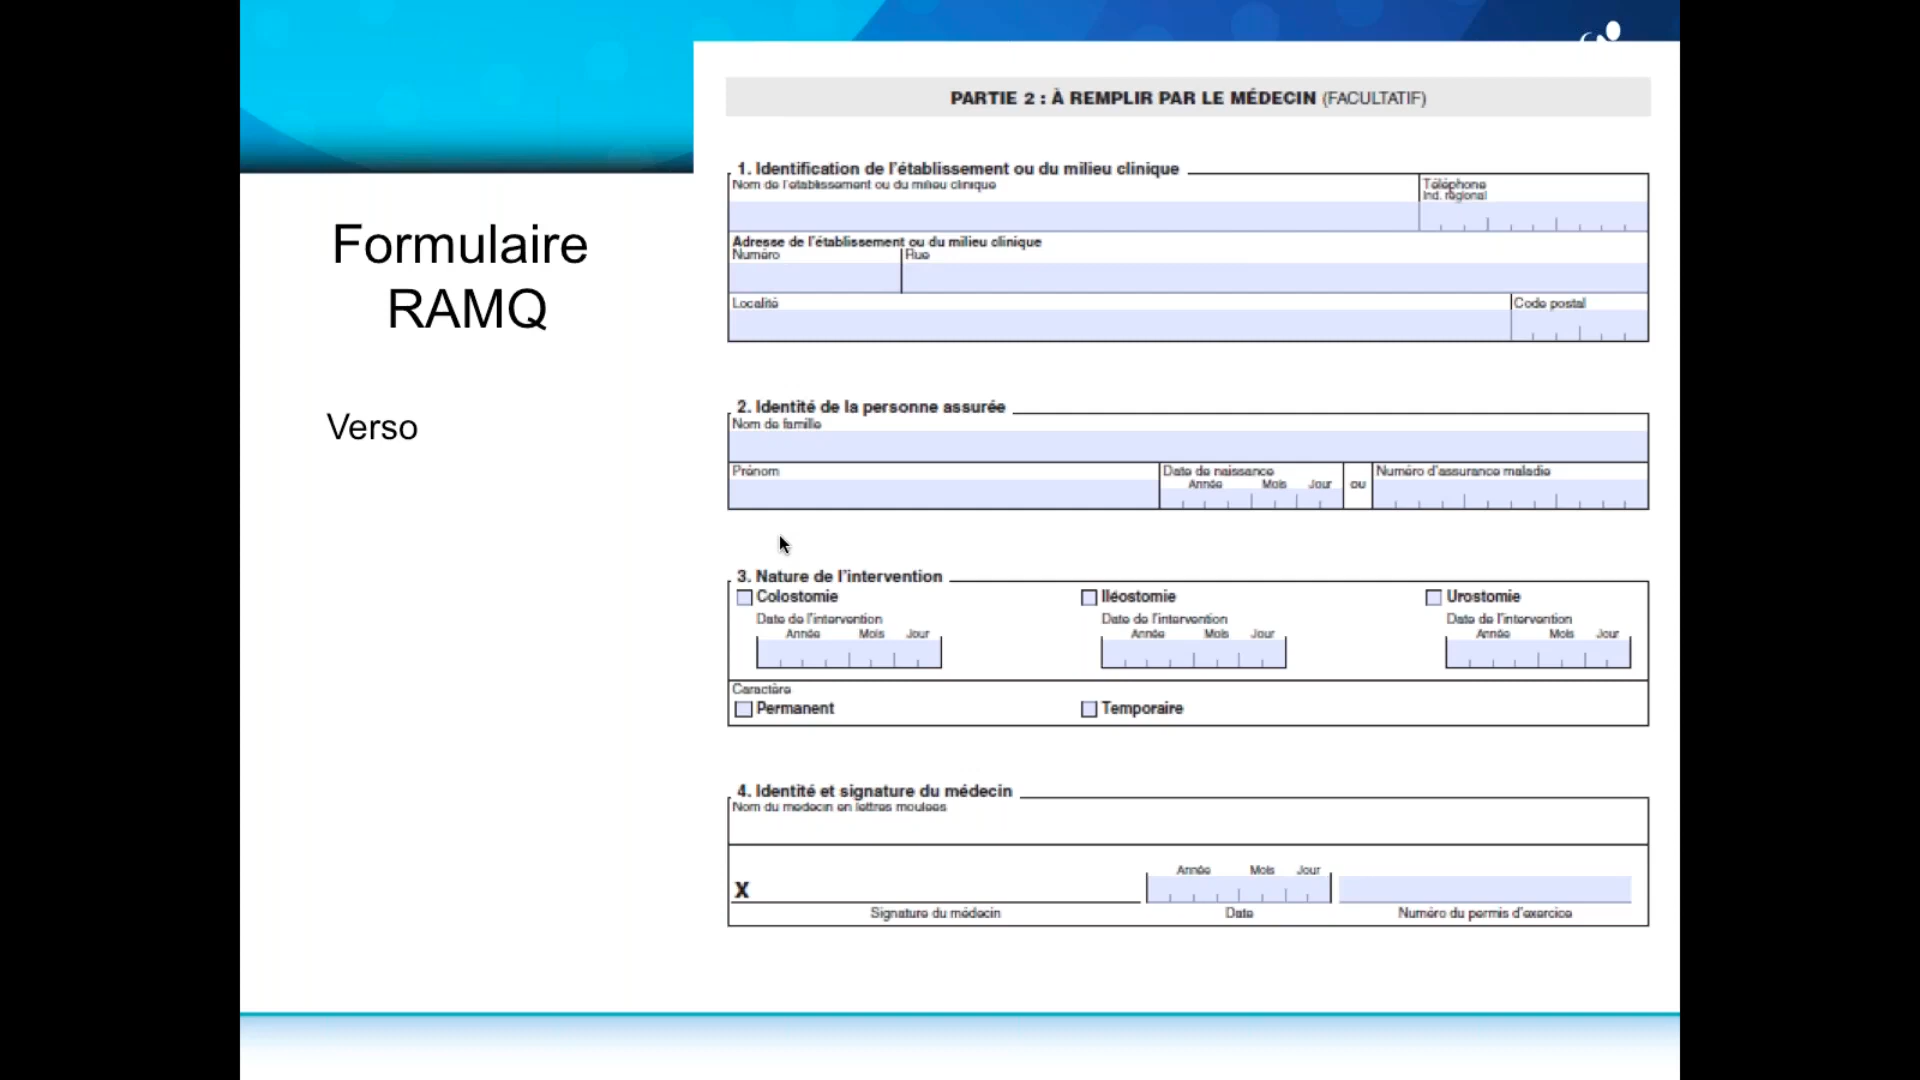 Formulaire
RAMQ
Verso
PARTIE 2 : À REMPLIR PAR LE MÉDECIN (FACULTATIF)
1. Identification de l'établissement ou du milieu clinique
Nom de l'établissement ou du milieu clinique
Téléphone
Ind. régional
Adresse de l'établissement ou du milieu clinique
Numéro Rue
Localité Code postal
2. Identité de la personne assurée
Nom de famille
Prénom Date de naissance ou Numéro d'assurance maladie
Année Mois Jour
3. Nature de l'intervention
Colostomie Iléostomie Urostomie
Date de l'intervention Date de l'intervention Date de l'intervention
Année Mois Jour Année Mois Jour Année Mois Jour
Caractère
Permanent Temporaire
4. Identité et signature du médecin
Nom du médecin en lettres moulées
Année Mois Jour
X
Signature du médecin Date Numéro du permis d'exercice